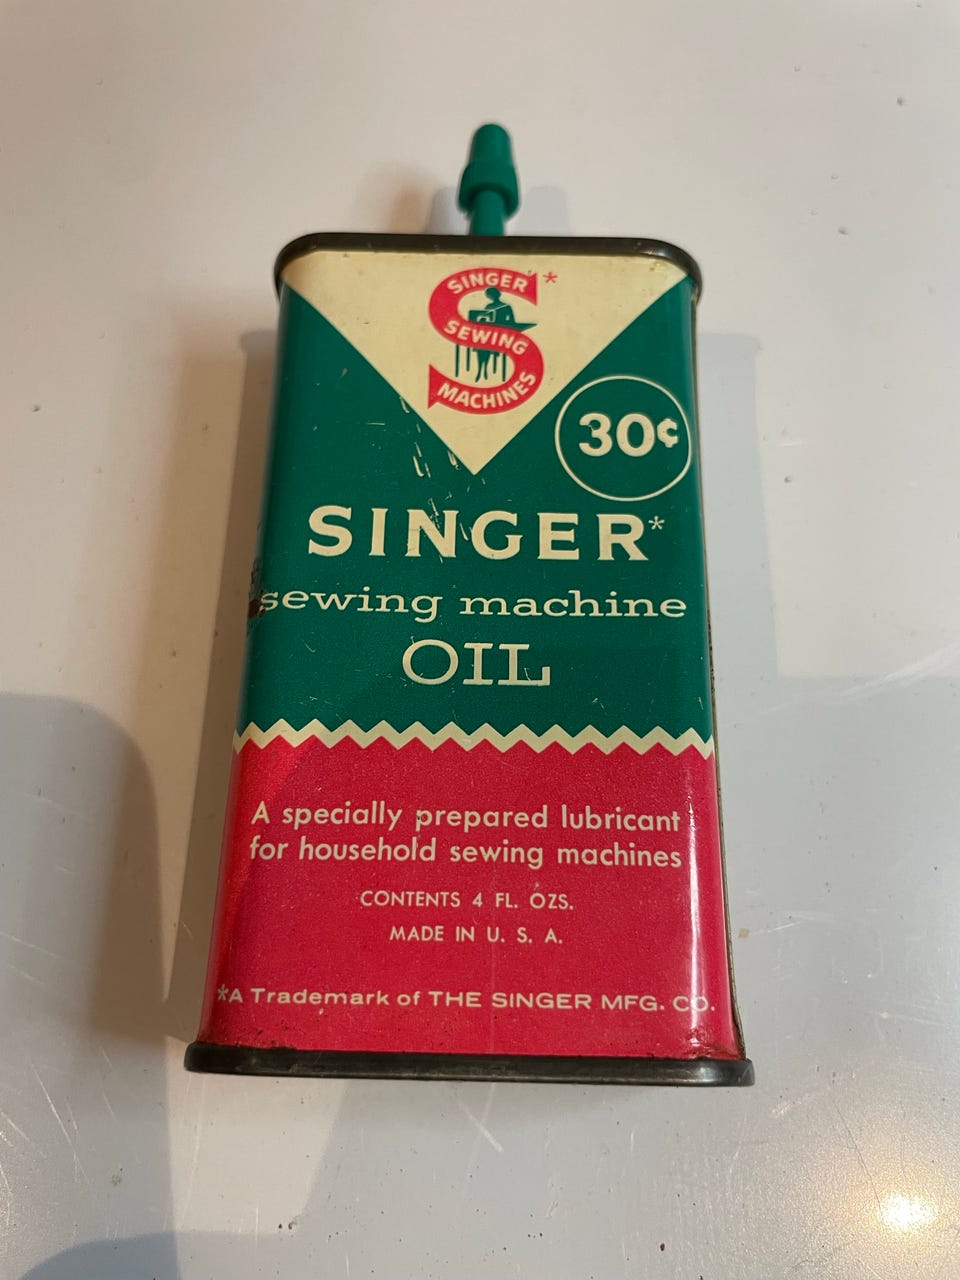 SINGER*
SEWING
MACHINES
30¢
SINGER*
sewing machine
OIL
A specially prepared lubricant
for household sewing machines
CONTENTS 4 FL. OZS.
MADE IN U. S. A.
*A Trademark of THE SINGER MFG. CO.